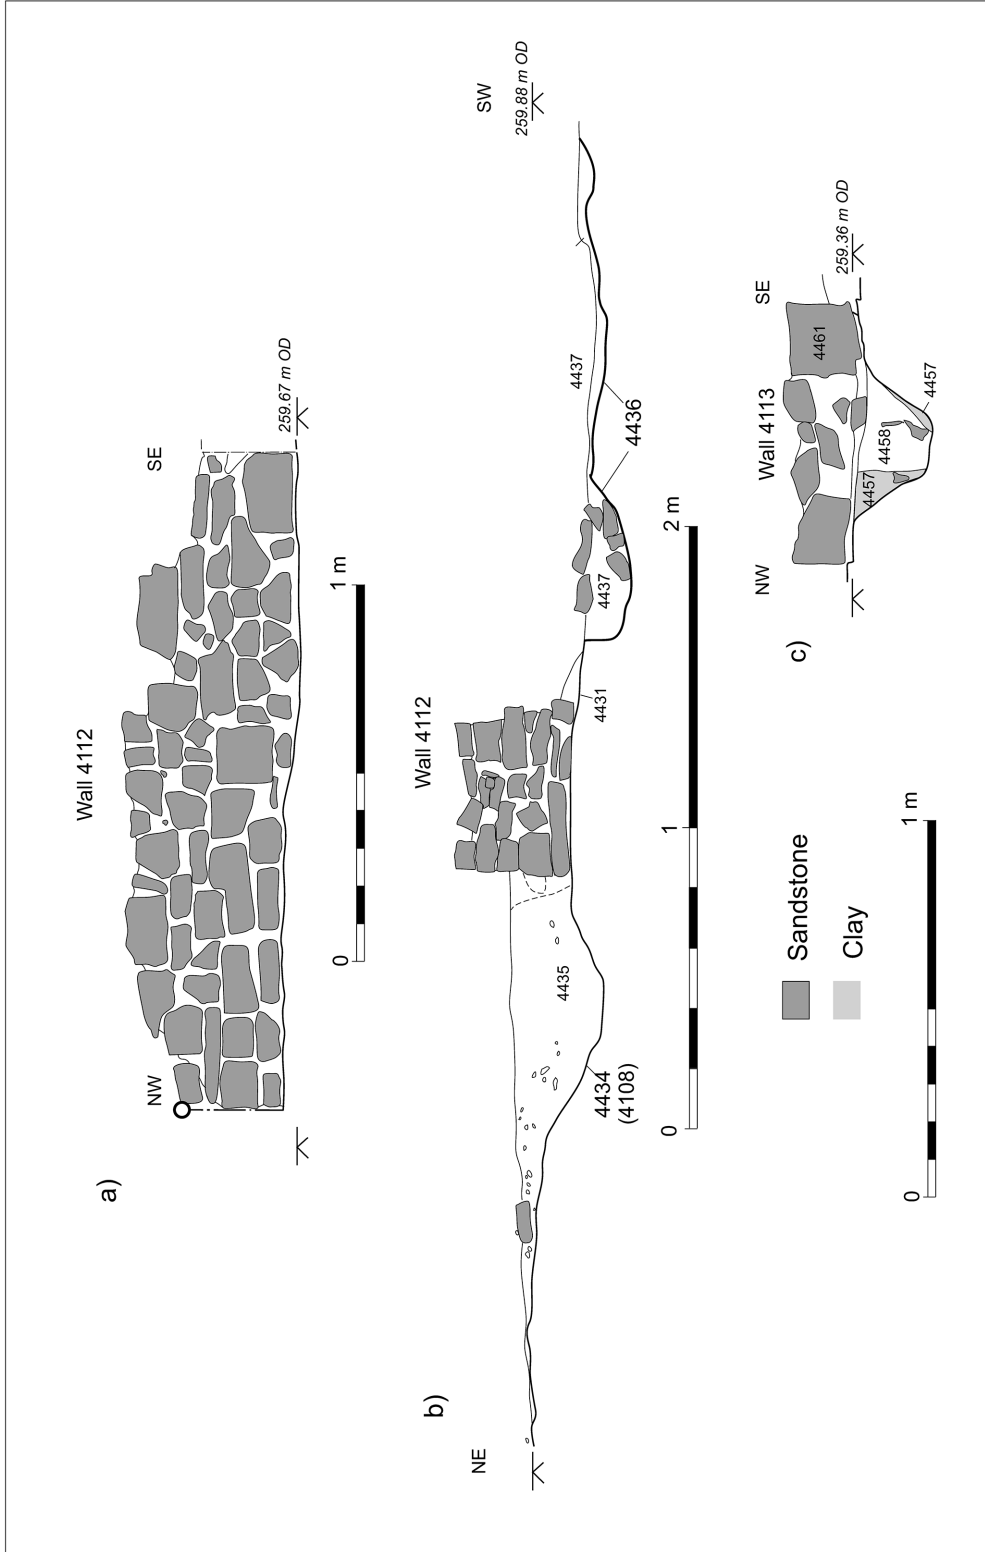 a)
Wall 4112
NW
SE
259.67 m OD
0
1 m
b)
Wall 4112
NE
SW
259.88 m OD
4435
4434
(4108)
4431
4437
4437
4436
0
1
2 m
c)
Wall 4113
NW
SE
259.36 m OD
4461
4457
4458
4457
Sandstone
Clay
0
1 m